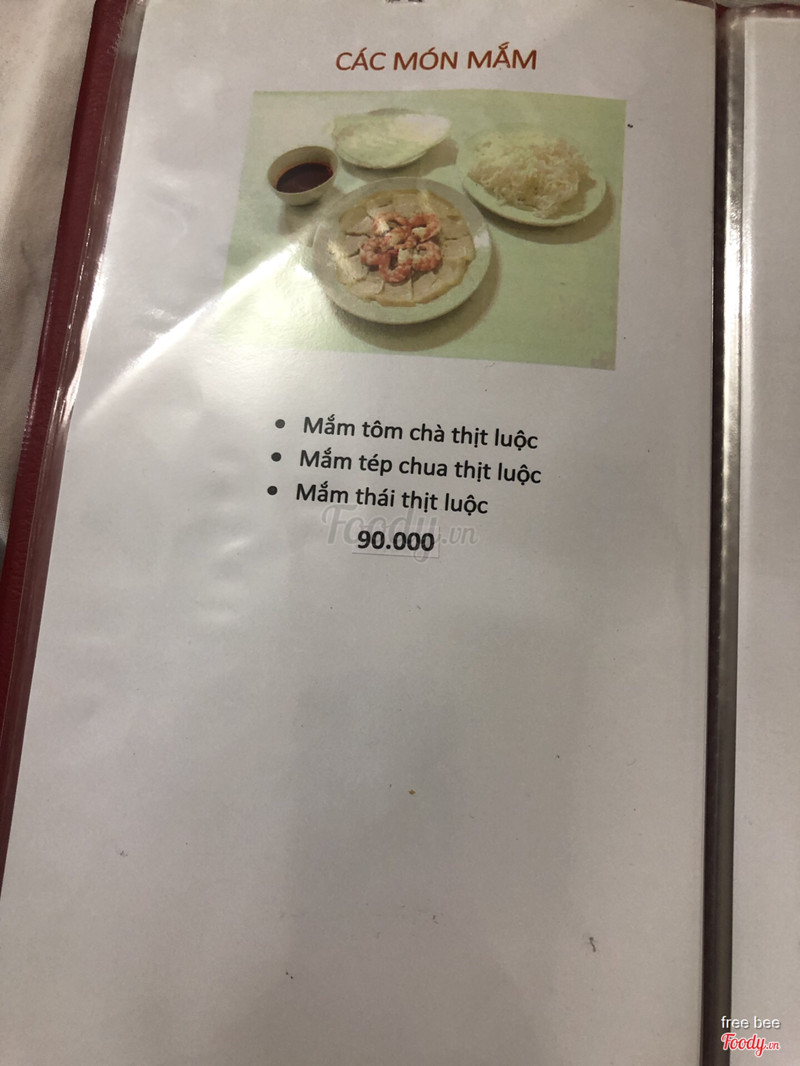 CÁC MÓN MẮM
• Mắm tôm chà thịt luộc
• Mắm tép chua thịt luộc
• Mắm thái thịt luộc
Foody.vn
90.000
free bee
Foody.vn